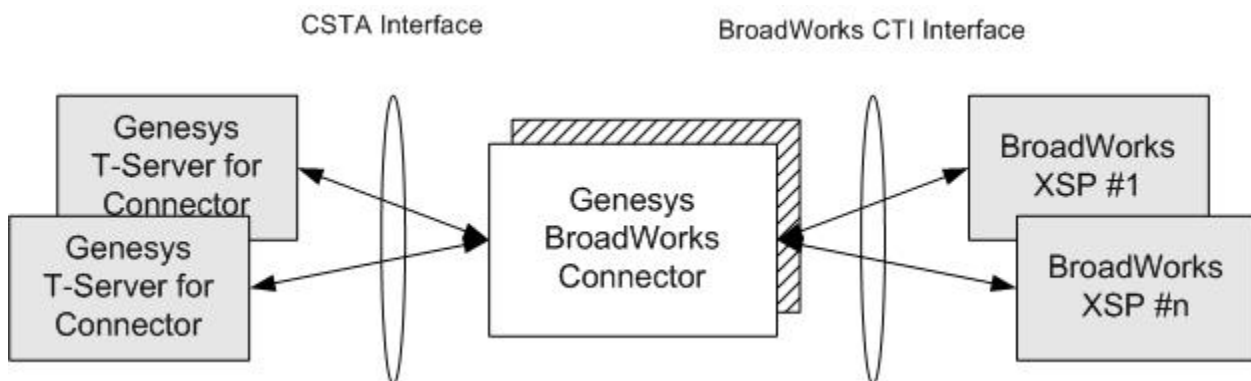 CSTA Interface
BroadWorks CTI Interface
Genesys
T-Server for
Connector
Genesys
T-Server for
Connector
Genesys
BroadWorks
Connector
BroadWorks
XSP #1
BroadWorks
XSP #n